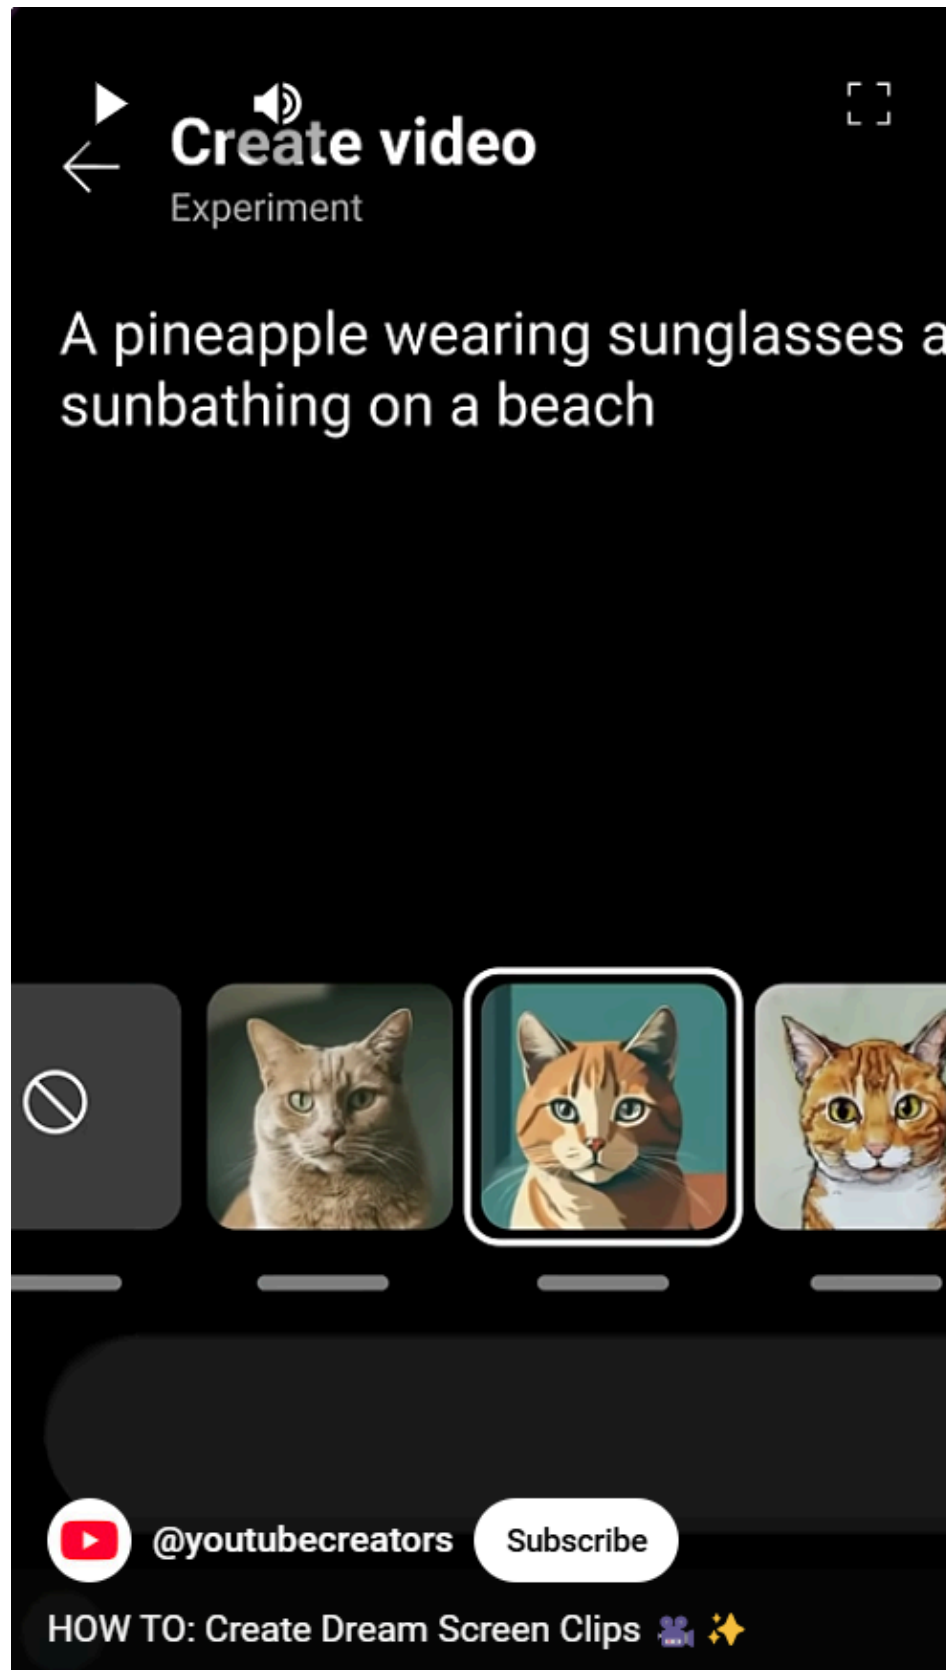 Create video
Experiment
A pineapple wearing sunglasses
sunbathing on a beach
@youtubecreators Subscribe
HOW TO: Create Dream Screen Clips 🎥 ✨